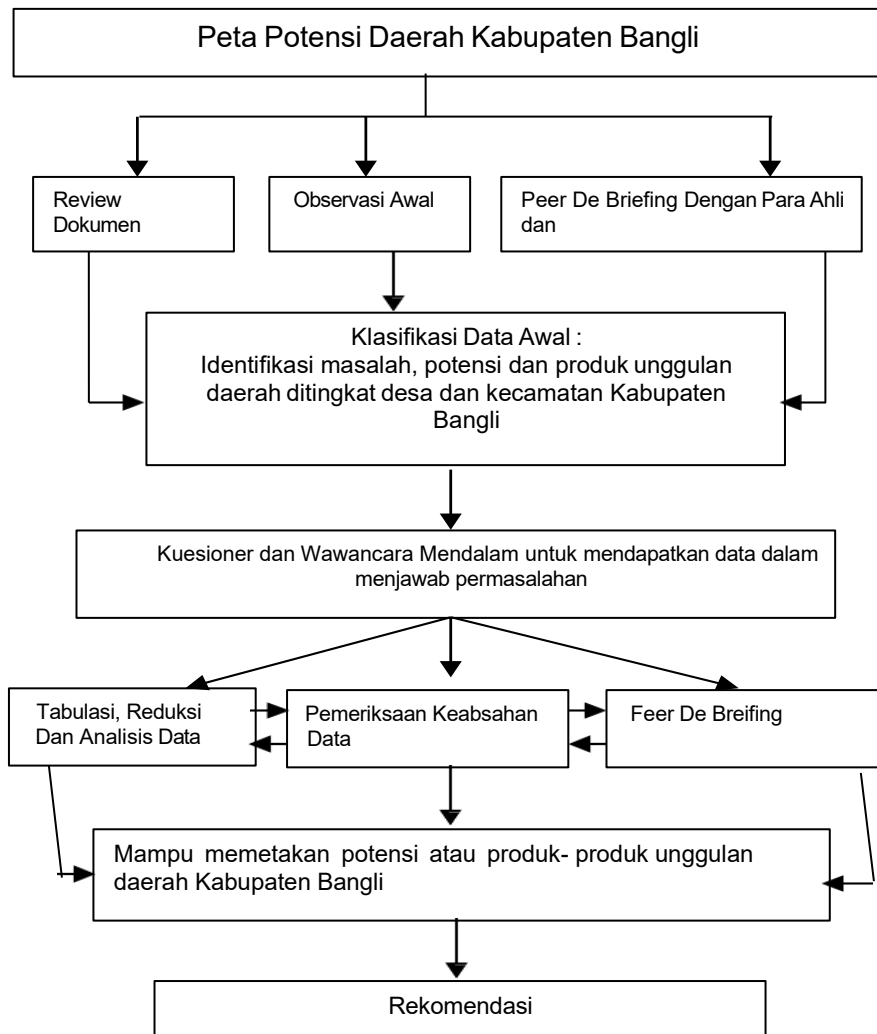 Peta Potensi Daerah Kabupaten Bangli
Review
Dokumen
Observasi Awal
Peer De Briefing Dengan Para Ahli
dan
Klasifikasi Data Awal :
Identifikasi masalah, potensi dan produk unggulan
daerah ditingkat desa dan kecamatan Kabupaten
Bangli
Kuesioner dan Wawancara Mendalam untuk mendapatkan data dalam
menjawab permasalahan
Tabulasi, Reduksi
Dan Analisis Data
Pemeriksaan Keabsahan
Data
Feer De Breifing
Mampu memetakan potensi atau produk- produk unggulan
daerah Kabupaten Bangli
Rekomendasi